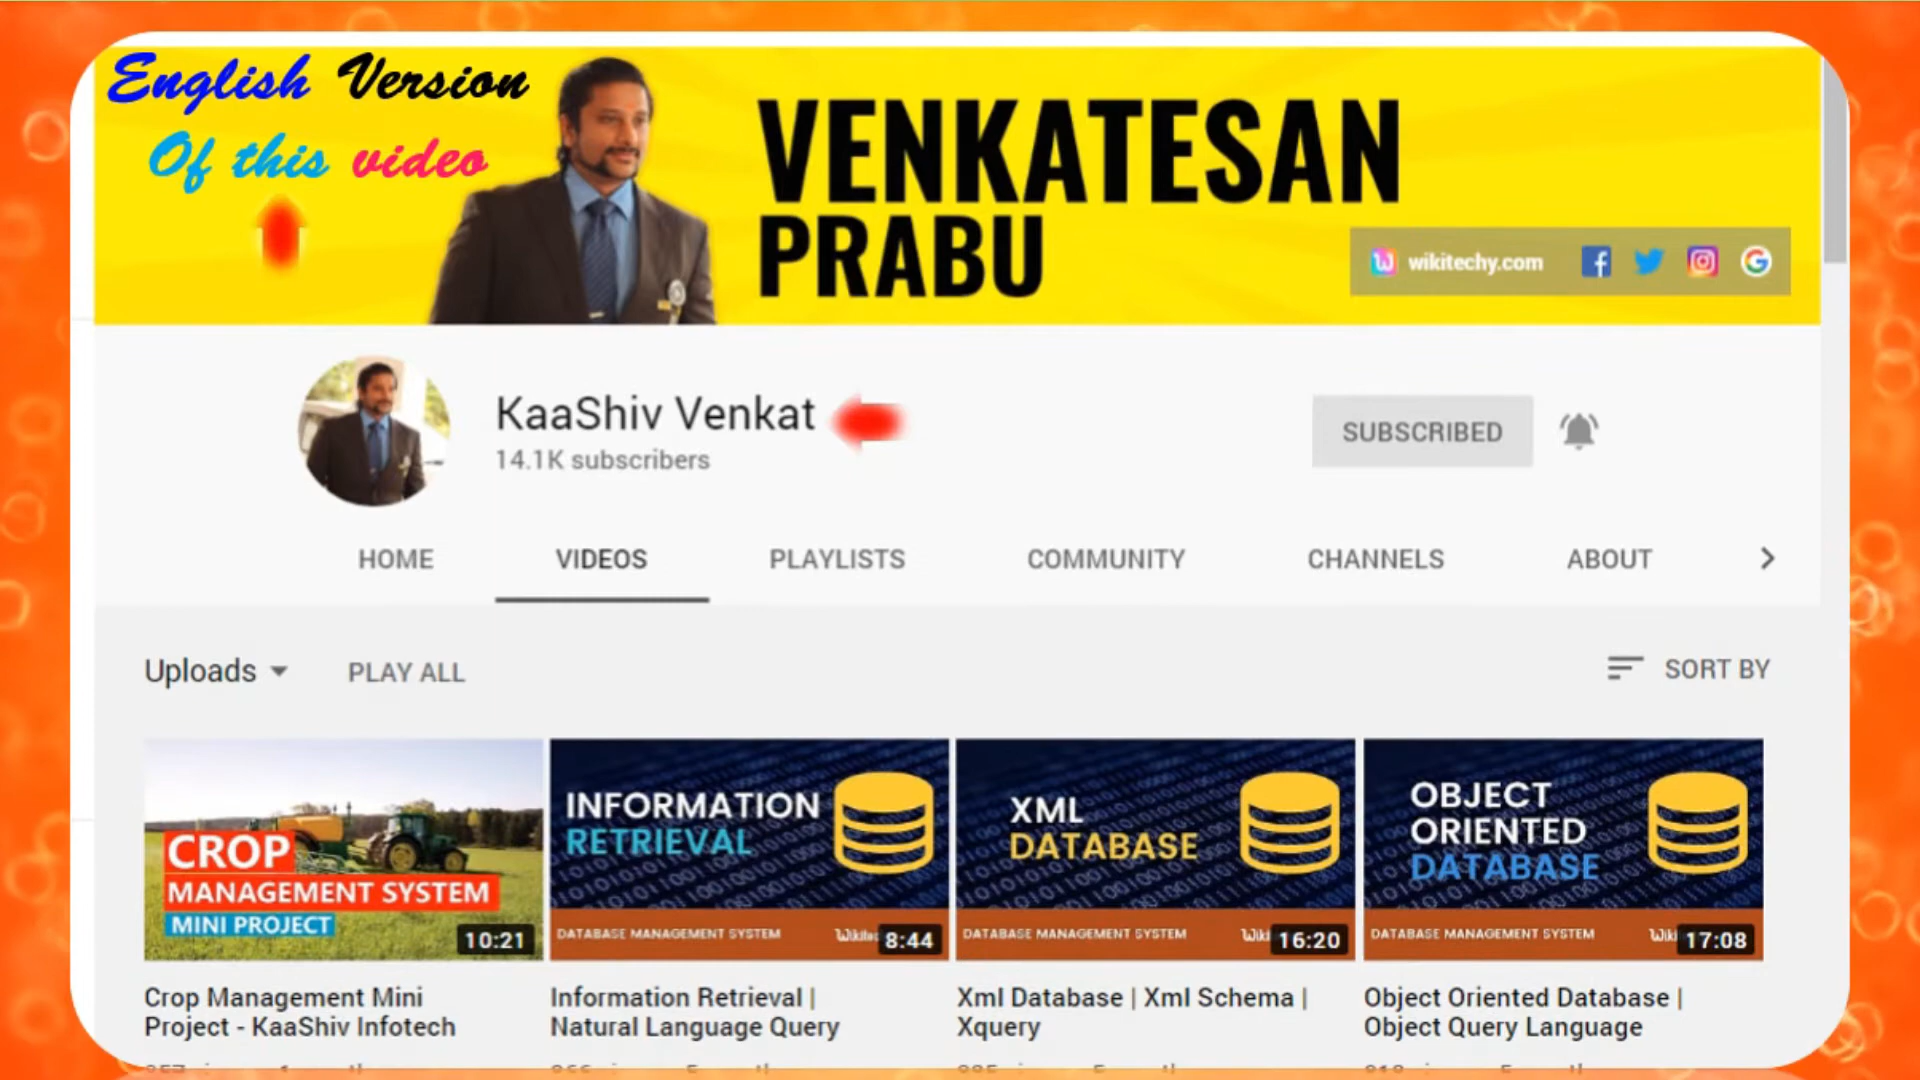 English Version
Of this video
VENKATESAN
PRABU
wikitechy.com
KaaShiv Venkat
14.1K subscribers
SUBSCRIBED
HOME VIDEOS PLAYLISTS COMMUNITY CHANNELS ABOUT
Uploads PLAY ALL SORT BY
CROP
MANAGEMENT SYSTEM
MINI PROJECT
10:21
INFORMATION
RETRIEVAL
DATABASE MANAGEMENT SYSTEM
8:44
XML
DATABASE
DATABASE MANAGEMENT SYSTEM
16:20
OBJECT
ORIENTED
DATABASE
DATABASE MANAGEMENT SYSTEM
17:08
Crop Management Mini
Project - KaaShiv Infotech
Information Retrieval |
Natural Language Query
Xml Database | Xml Schema |
Xquery
Object Oriented Database |
Object Query Language